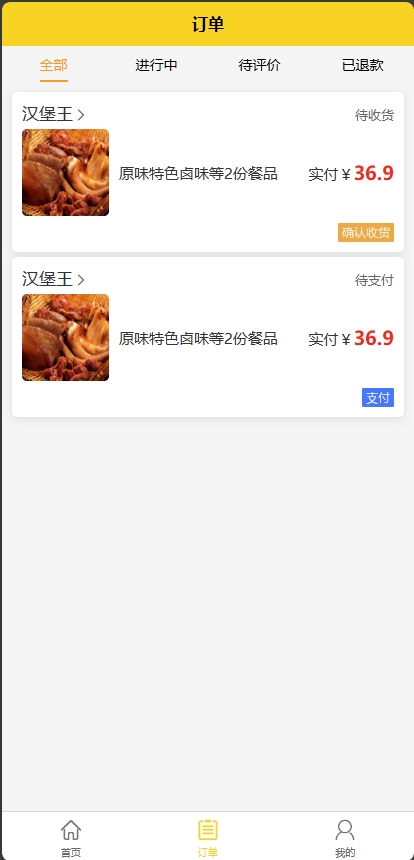 订单
全部 进行中 待评价 已退款
汉堡王 > 待收货
原味特色卤味等2份餐品 实付￥36.9
确认收货
汉堡王 > 待支付
原味特色卤味等2份餐品 实付￥36.9
支付
首页 订单 我的